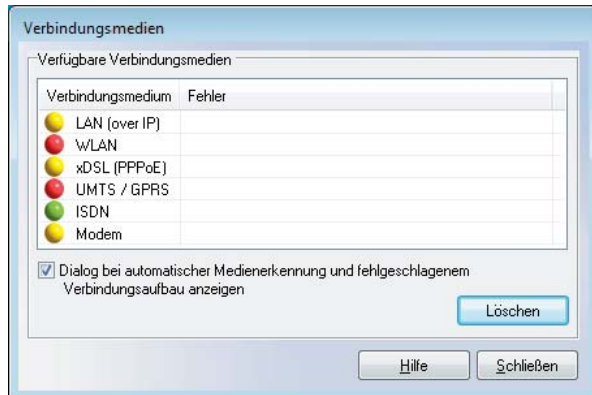 Verbindungsmedien
Verfügbare Verbindungsmedien
Verbindungsmedium Fehler
LAN (over IP)
WLAN
xDSL (PPPoE)
UMTS / GPRS
ISDN
Modem
Dialog bei automatischer Medienerkennung und fehlgeschlagenem
Verbindungsaufbau anzeigen
Löschen
Hilfe Schließen